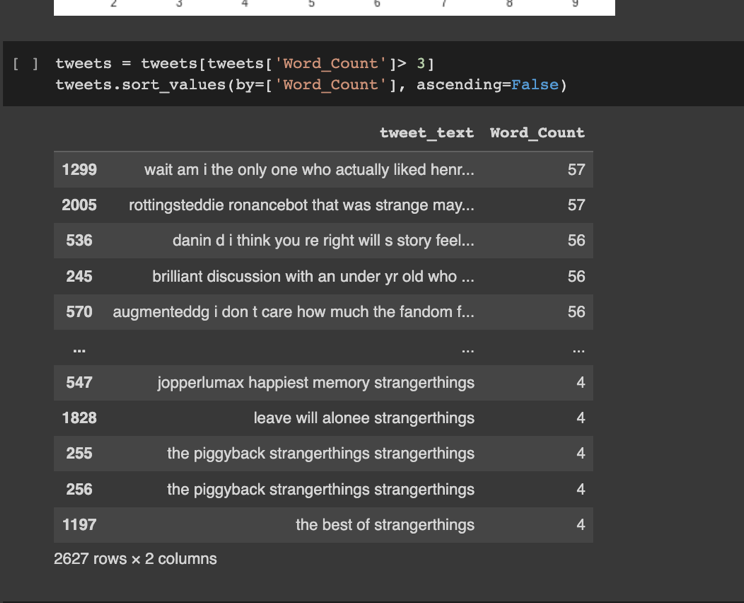 2 3 4 5 6 7 8 9
[ ] tweets = tweets[tweets['Word_Count']> 3]
tweets.sort_values(by=['Word_Count'], ascending=False)
tweet_text Word_Count
1299 wait am i the only one who actually liked henr... 57
2005 rottingsteddie ronancebot that was strange may... 57
536 danin d i think you re right will s story feel... 56
245 brilliant discussion with an under yr old who ... 56
570 augmenteddg i don t care how much the fandom f... 56
... ... ...
547 jopperlumax happiest memory strangerthings 4
1828 leave will alonee strangerthings 4
255 the piggyback strangerthings strangerthings 4
256 the piggyback strangerthings strangerthings 4
1197 the best of strangerthings 4
2627 rows × 2 columns